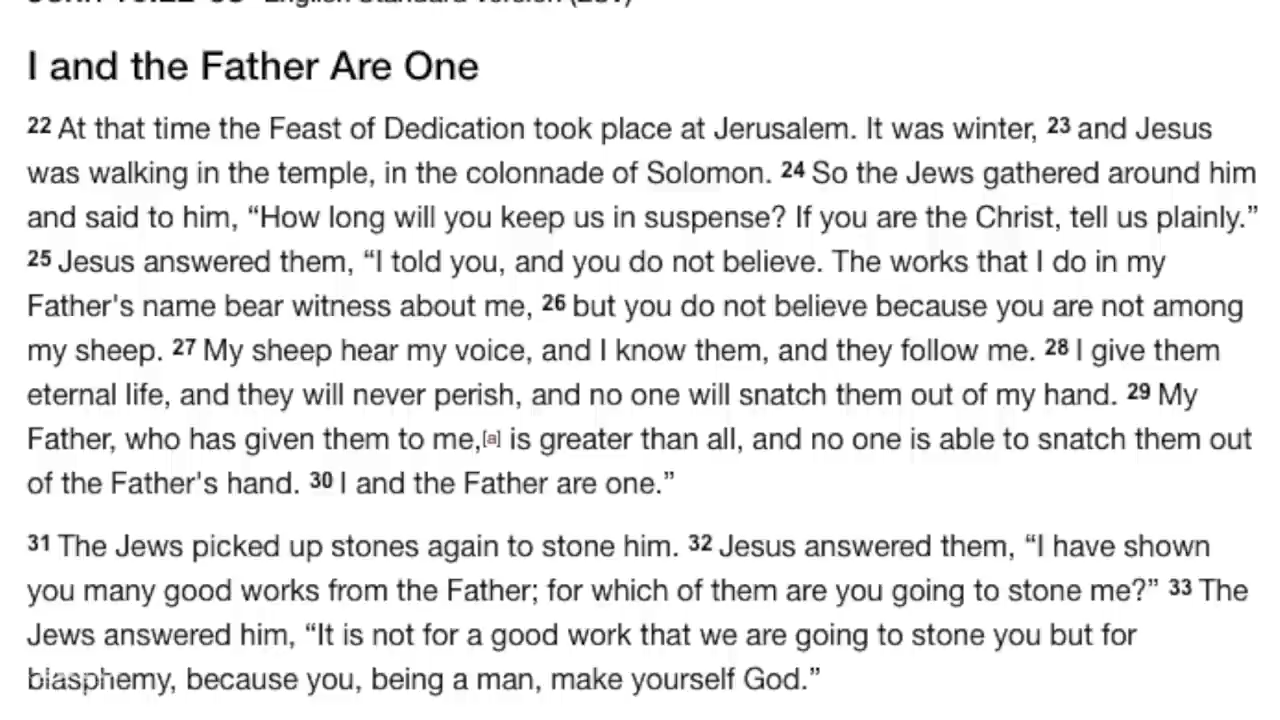 I and the Father Are One
22 At that time the Feast of Dedication took place at Jerusalem. It was winter, 23 and Jesus
was walking in the temple, in the colonnade of Solomon. 24 So the Jews gathered around him
and said to him, “How long will you keep us in suspense? If you are the Christ, tell us plainly.”
25 Jesus answered them, “I told you, and you do not believe. The works that I do in my
Father's name bear witness about me, 26 but you do not believe because you are not among
my sheep. 27 My sheep hear my voice, and I know them, and they follow me. 28 I give them
eternal life, and they will never perish, and no one will snatch them out of my hand. 29 My
Father, who has given them to me,[a] is greater than all, and no one is able to snatch them out
of the Father's hand. 30 I and the Father are one.”
31 The Jews picked up stones again to stone him. 32 Jesus answered them, “I have shown
you many good works from the Father; for which of them are you going to stone me?” 33 The
Jews answered him, “It is not for a good work that we are going to stone you but for
blasphemy, because you, being a man, make yourself God.”